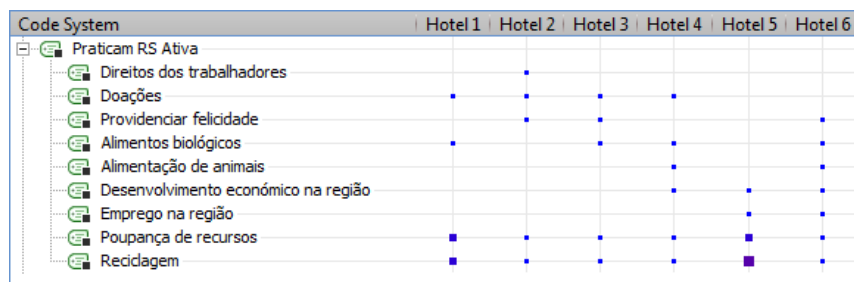 Code System Hotel 1 Hotel 2 Hotel 3 Hotel 4 Hotel 5 Hotel 6
Praticam RS Ativa
Direitos dos trabalhadores
Doações
Providenciar felicidade
Alimentos biológicos
Alimentação de animais
Desenvolvimento económico na região
Emprego na região
Poupança de recursos
Reciclagem